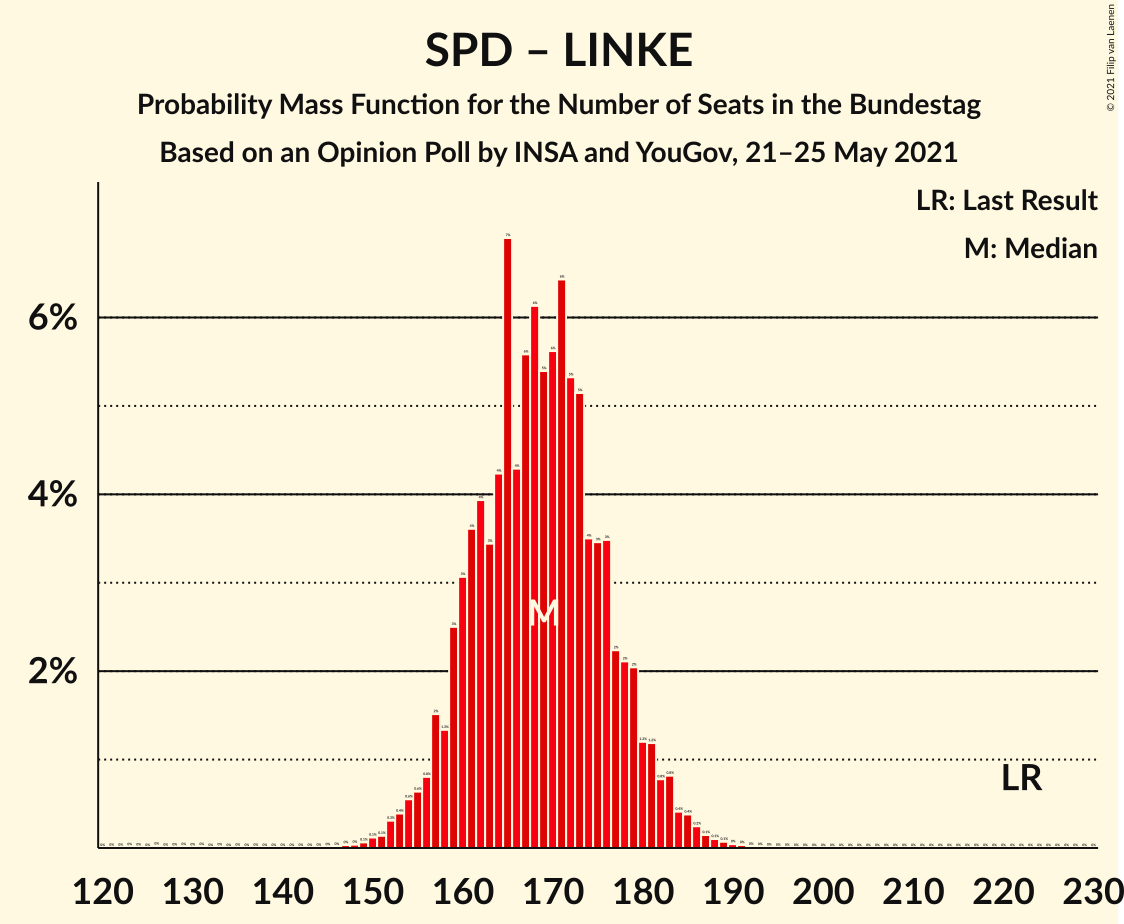 SPD – LINKE
Probability Mass Function for the Number of Seats in the Bundestag
Based on an Opinion Poll by INSA and YouGov, 21–25 May 2021
© 2021 Filip van Laenen
LR: Last Result
M: Median
6%
4%
2%
M
LR
120 130 140 150 160 170 180 190 200 210 220 230